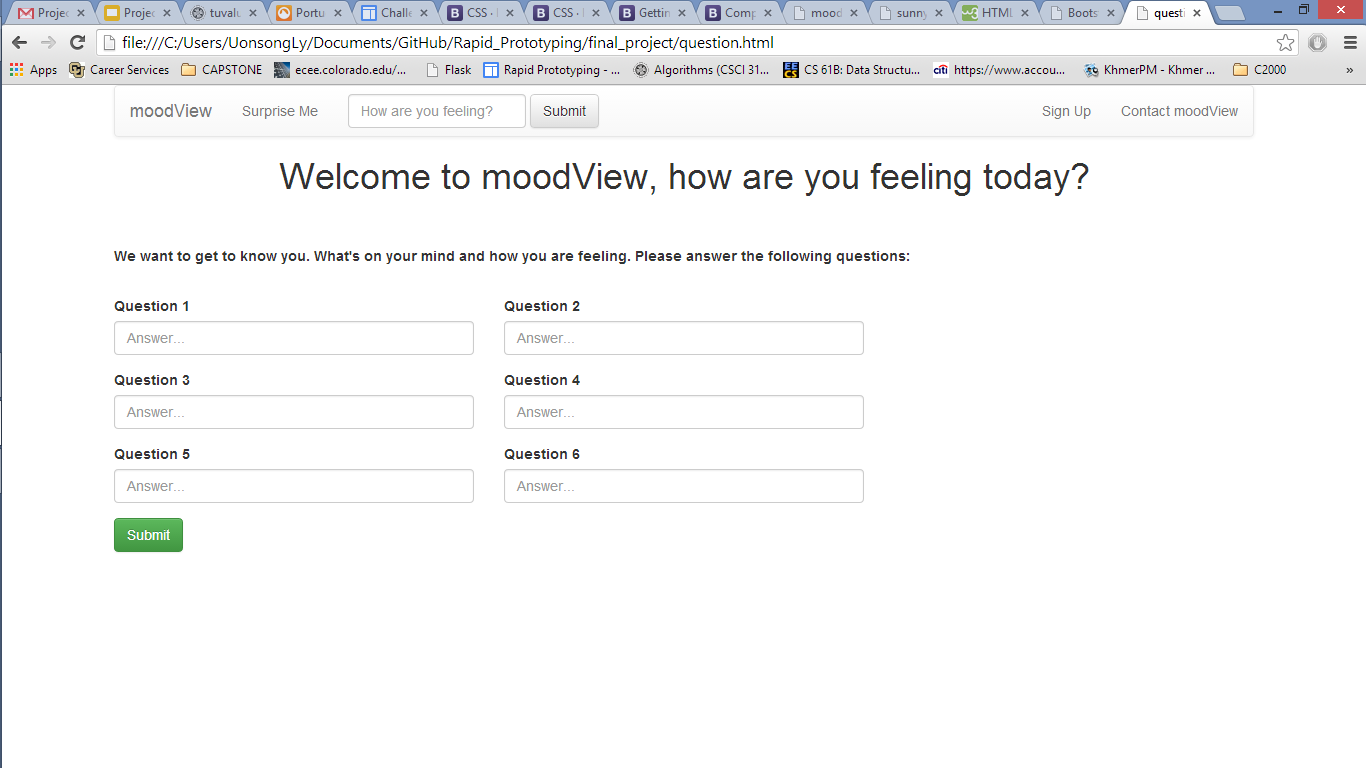 Projec Projec tuvalu Portu Challe CSS · CSS · Gettin Comp mood sunny HTML Boots questi
file:///C:/Users/UonsongLy/Documents/GitHub/Rapid_Prototyping/final_project/question.html
Apps Career Services CAPSTONE ecee.colorado.edu/... Flask Rapid Prototyping - ... Algorithms (CSCI 31... EE CS CS 61B: Data Structu... citi https://www.accou... KhmerPM - Khmer ... C2000 »
moodView Surprise Me How are you feeling? Submit Sign Up Contact moodView
Welcome to moodView, how are you feeling today?
We want to get to know you. What's on your mind and how you are feeling. Please answer the following questions:
Question 1 Question 2
Answer... Answer...
Question 3 Question 4
Answer... Answer...
Question 5 Question 6
Answer... Answer...
Submit